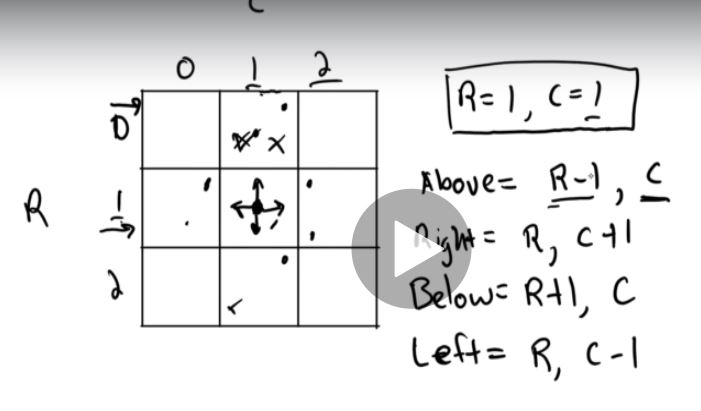 C
0 1 2
0
R 1
2
R=1, C=1
Above= R-1, C
Right= R, C+1
Below= R+1, C
Left= R, C-1